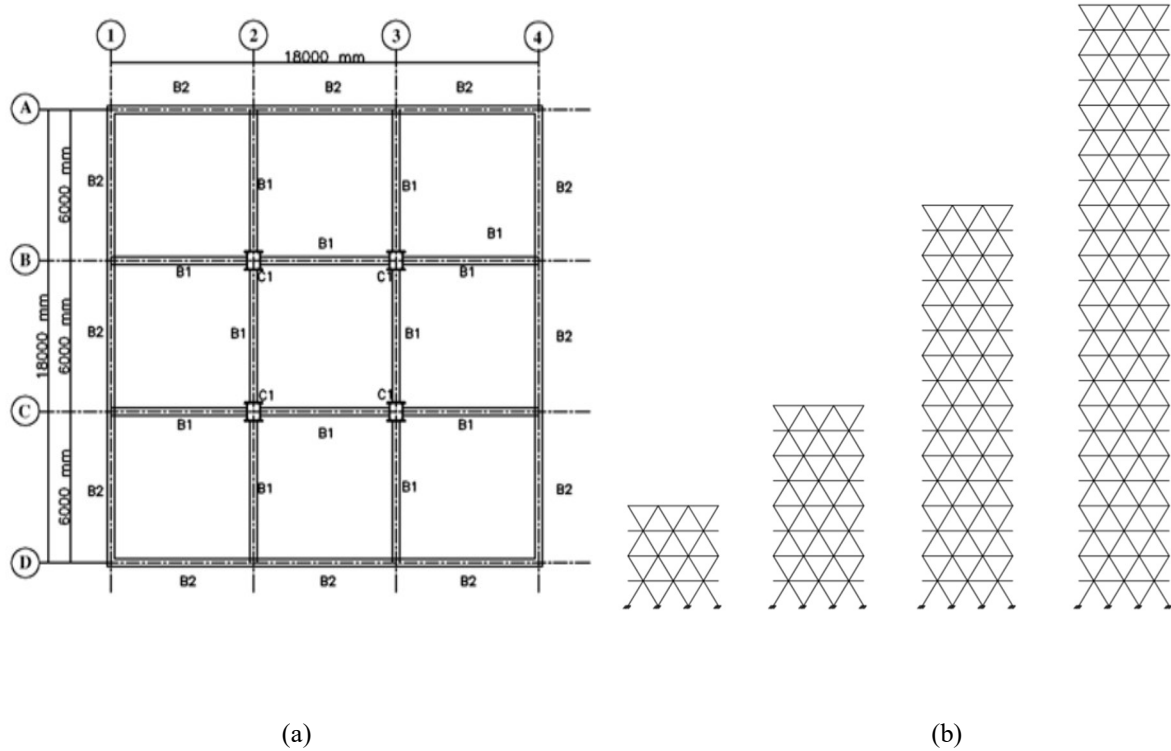 1 2 3 4
18000 mm
B2 B2 B2
A
B2 B1 B1 B2
6000 mm
B1
B1
B
B1 C1 C1 B1
18000 mm
6000 mm
B2 B1 B1 B2
C1 C1
C
B1 B1 B1
6000 mm
B2 B1 B1 B2
D
B2 B2 B2
(a) (b)